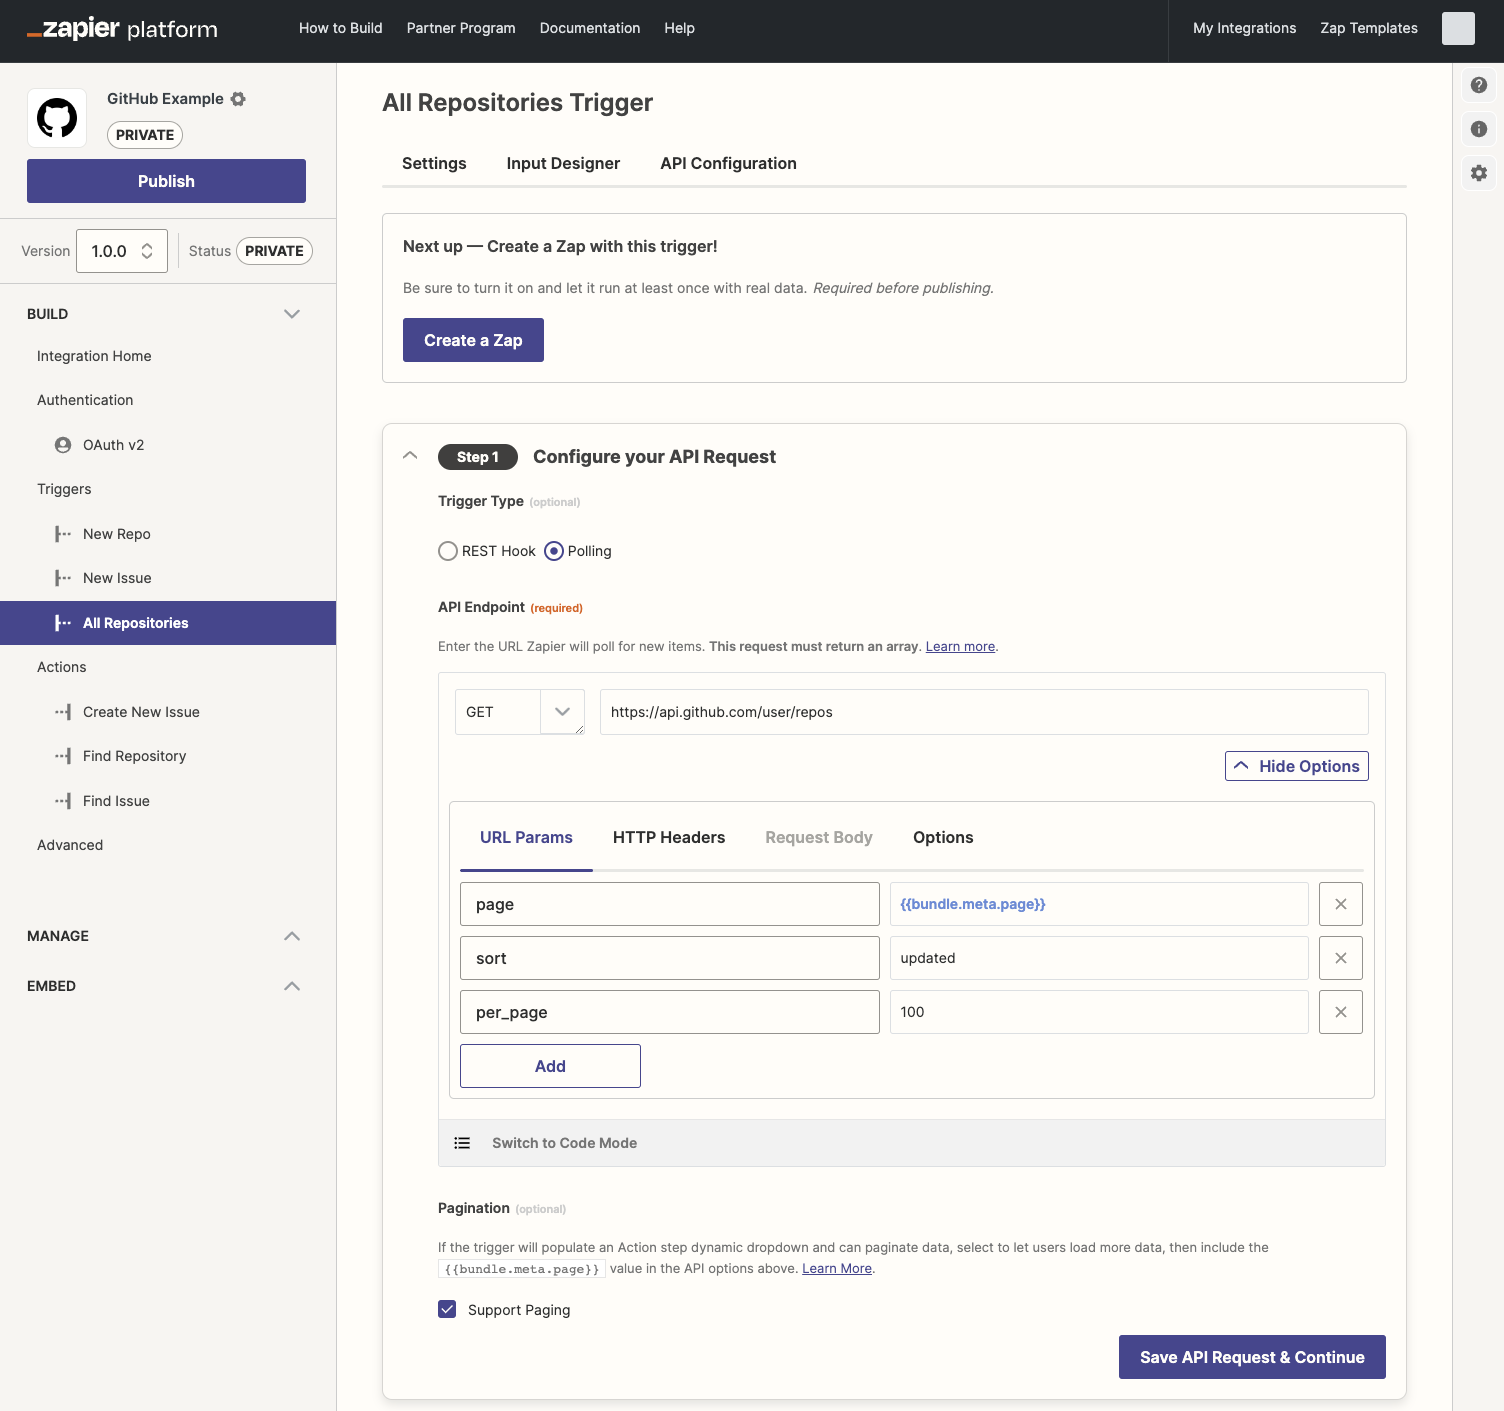 zapier platform
How to Build
Partner Program
Documentation
Help
My Integrations
Zap Templates
GitHub Example
PRIVATE
Publish
Version
1.0.0
Status
PRIVATE
BUILD
Integration Home
Authentication
OAuth v2
Triggers
New Repo
New Issue
All Repositories
Actions
Create New Issue
Find Repository
Find Issue
Advanced
MANAGE
EMBED
All Repositories Trigger
Settings
Input Designer
API Configuration
Next up — Create a Zap with this trigger!
Be sure to turn it on and let it run at least once with real data. Required before publishing.
Create a Zap
Step 1
Configure your API Request
Trigger Type (optional)
REST Hook
Polling
API Endpoint (required)
Enter the URL Zapier will poll for new items. This request must return an array. Learn more.
GET
https://api.github.com/user/repos
Hide Options
URL Params
HTTP Headers
Request Body
Options
page
{{bundle.meta.page}}
sort
updated
per_page
100
Add
Switch to Code Mode
Pagination (optional)
If the trigger will populate an Action step dynamic dropdown and can paginate data, select to let users load more data, then include the
{{bundle.meta.page}} value in the API options above. Learn More.
Support Paging
Save API Request & Continue